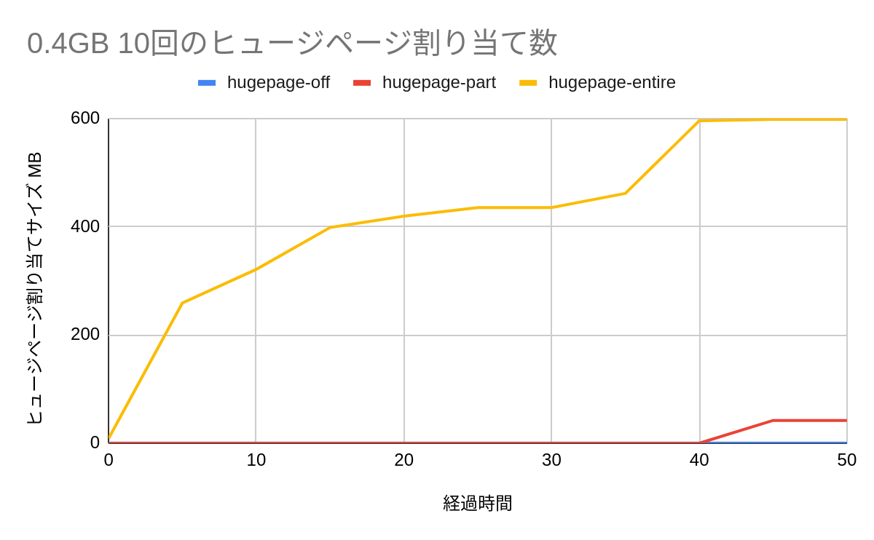 0.4GB 10回のヒュージページ割り当て数
hugepage-off hugepage-part hugepage-entire
ヒュージページ割り当てサイズ MB
600
400
200
0
0 10 20 30 40 50
経過時間